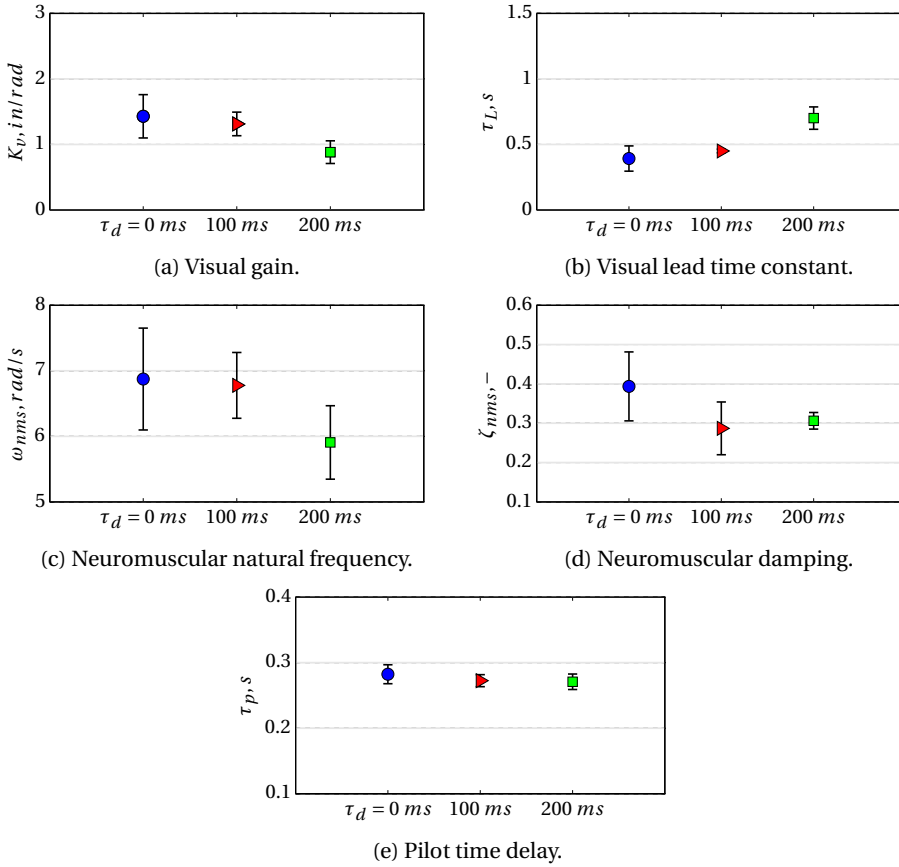 3
2
1
0
K_v, in/rad
τ_d = 0 ms 100 ms 200 ms
(a) Visual gain.
1.5
1
0.5
0
τ_L, s
τ_d = 0 ms 100 ms 200 ms
(b) Visual lead time constant.
8
7
6
5
ω_nms, rad/s
τ_d = 0 ms 100 ms 200 ms
(c) Neuromuscular natural frequency.
0.6
0.5
0.4
0.3
0.2
0.1
ζ_nms, −
τ_d = 0 ms 100 ms 200 ms
(d) Neuromuscular damping.
0.4
0.3
0.2
0.1
τ_p, s
τ_d = 0 ms 100 ms 200 ms
(e) Pilot time delay.